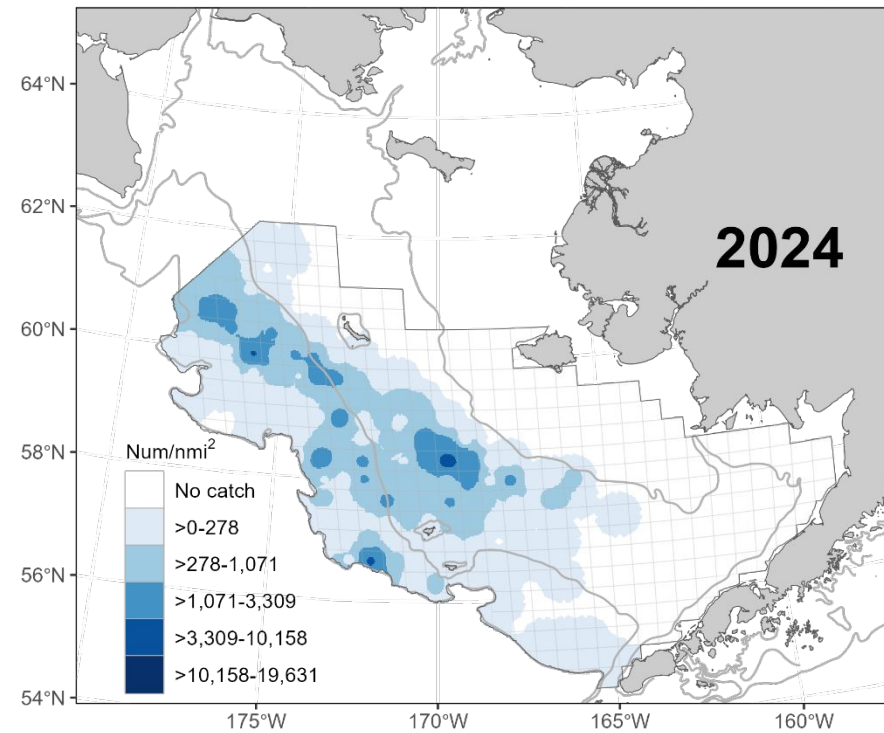 64°N
62°N
2024
60°N
58°N
Num/nmi²
No catch
>0-278
>278-1,071
56°N
>1,071-3,309
>3,309-10,158
>10,158-19,631
54°N
175°W
170°W
165°W
160°W